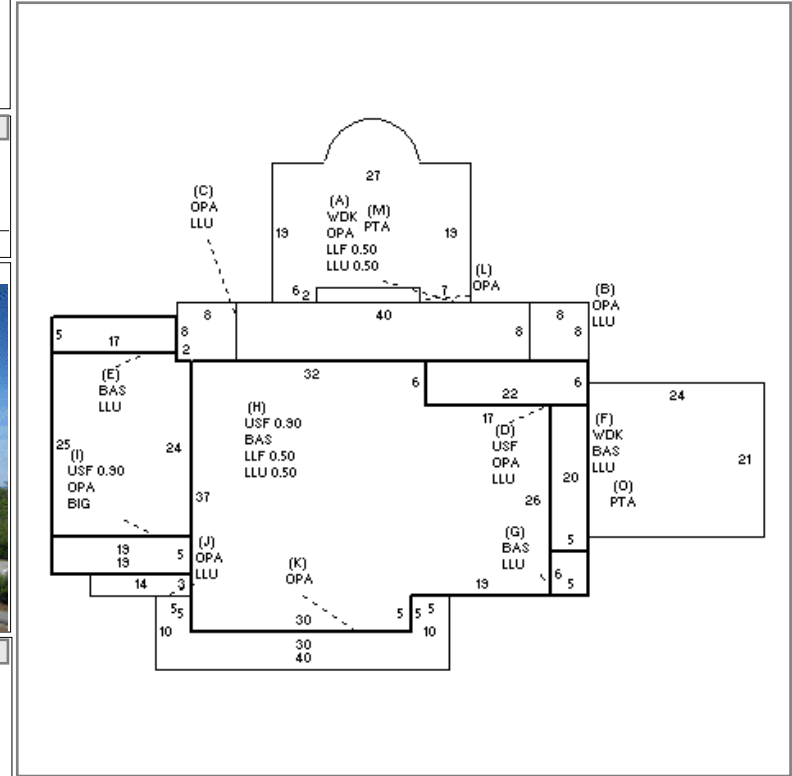 27
(C)
OPA
LLU
(A)
WDK
OPA
LLF 0.50
LLU 0.50
(M)
PTA
19
19
(L)
OPA
6
2
7
(B)
OPA
LLU
8
8
40
8
8
8
5
17
2
32
6
22
6
24
(E)
BAS
LLU
(H)
USF 0.90
BAS
LLF 0.50
LLU 0.50
17
(D)
USF
OPA
LLU
(F)
WDK
BAS
LLU
(O)
PTA
21
25
(I)
USF 0.90
OPA
BIG
24
37
26
20
19
19
5
(J)
OPA
LLU
(K)
OPA
(G)
BAS
LLU
5
6
5
14
3
19
5
5
10
30
5
5
5
10
30
40